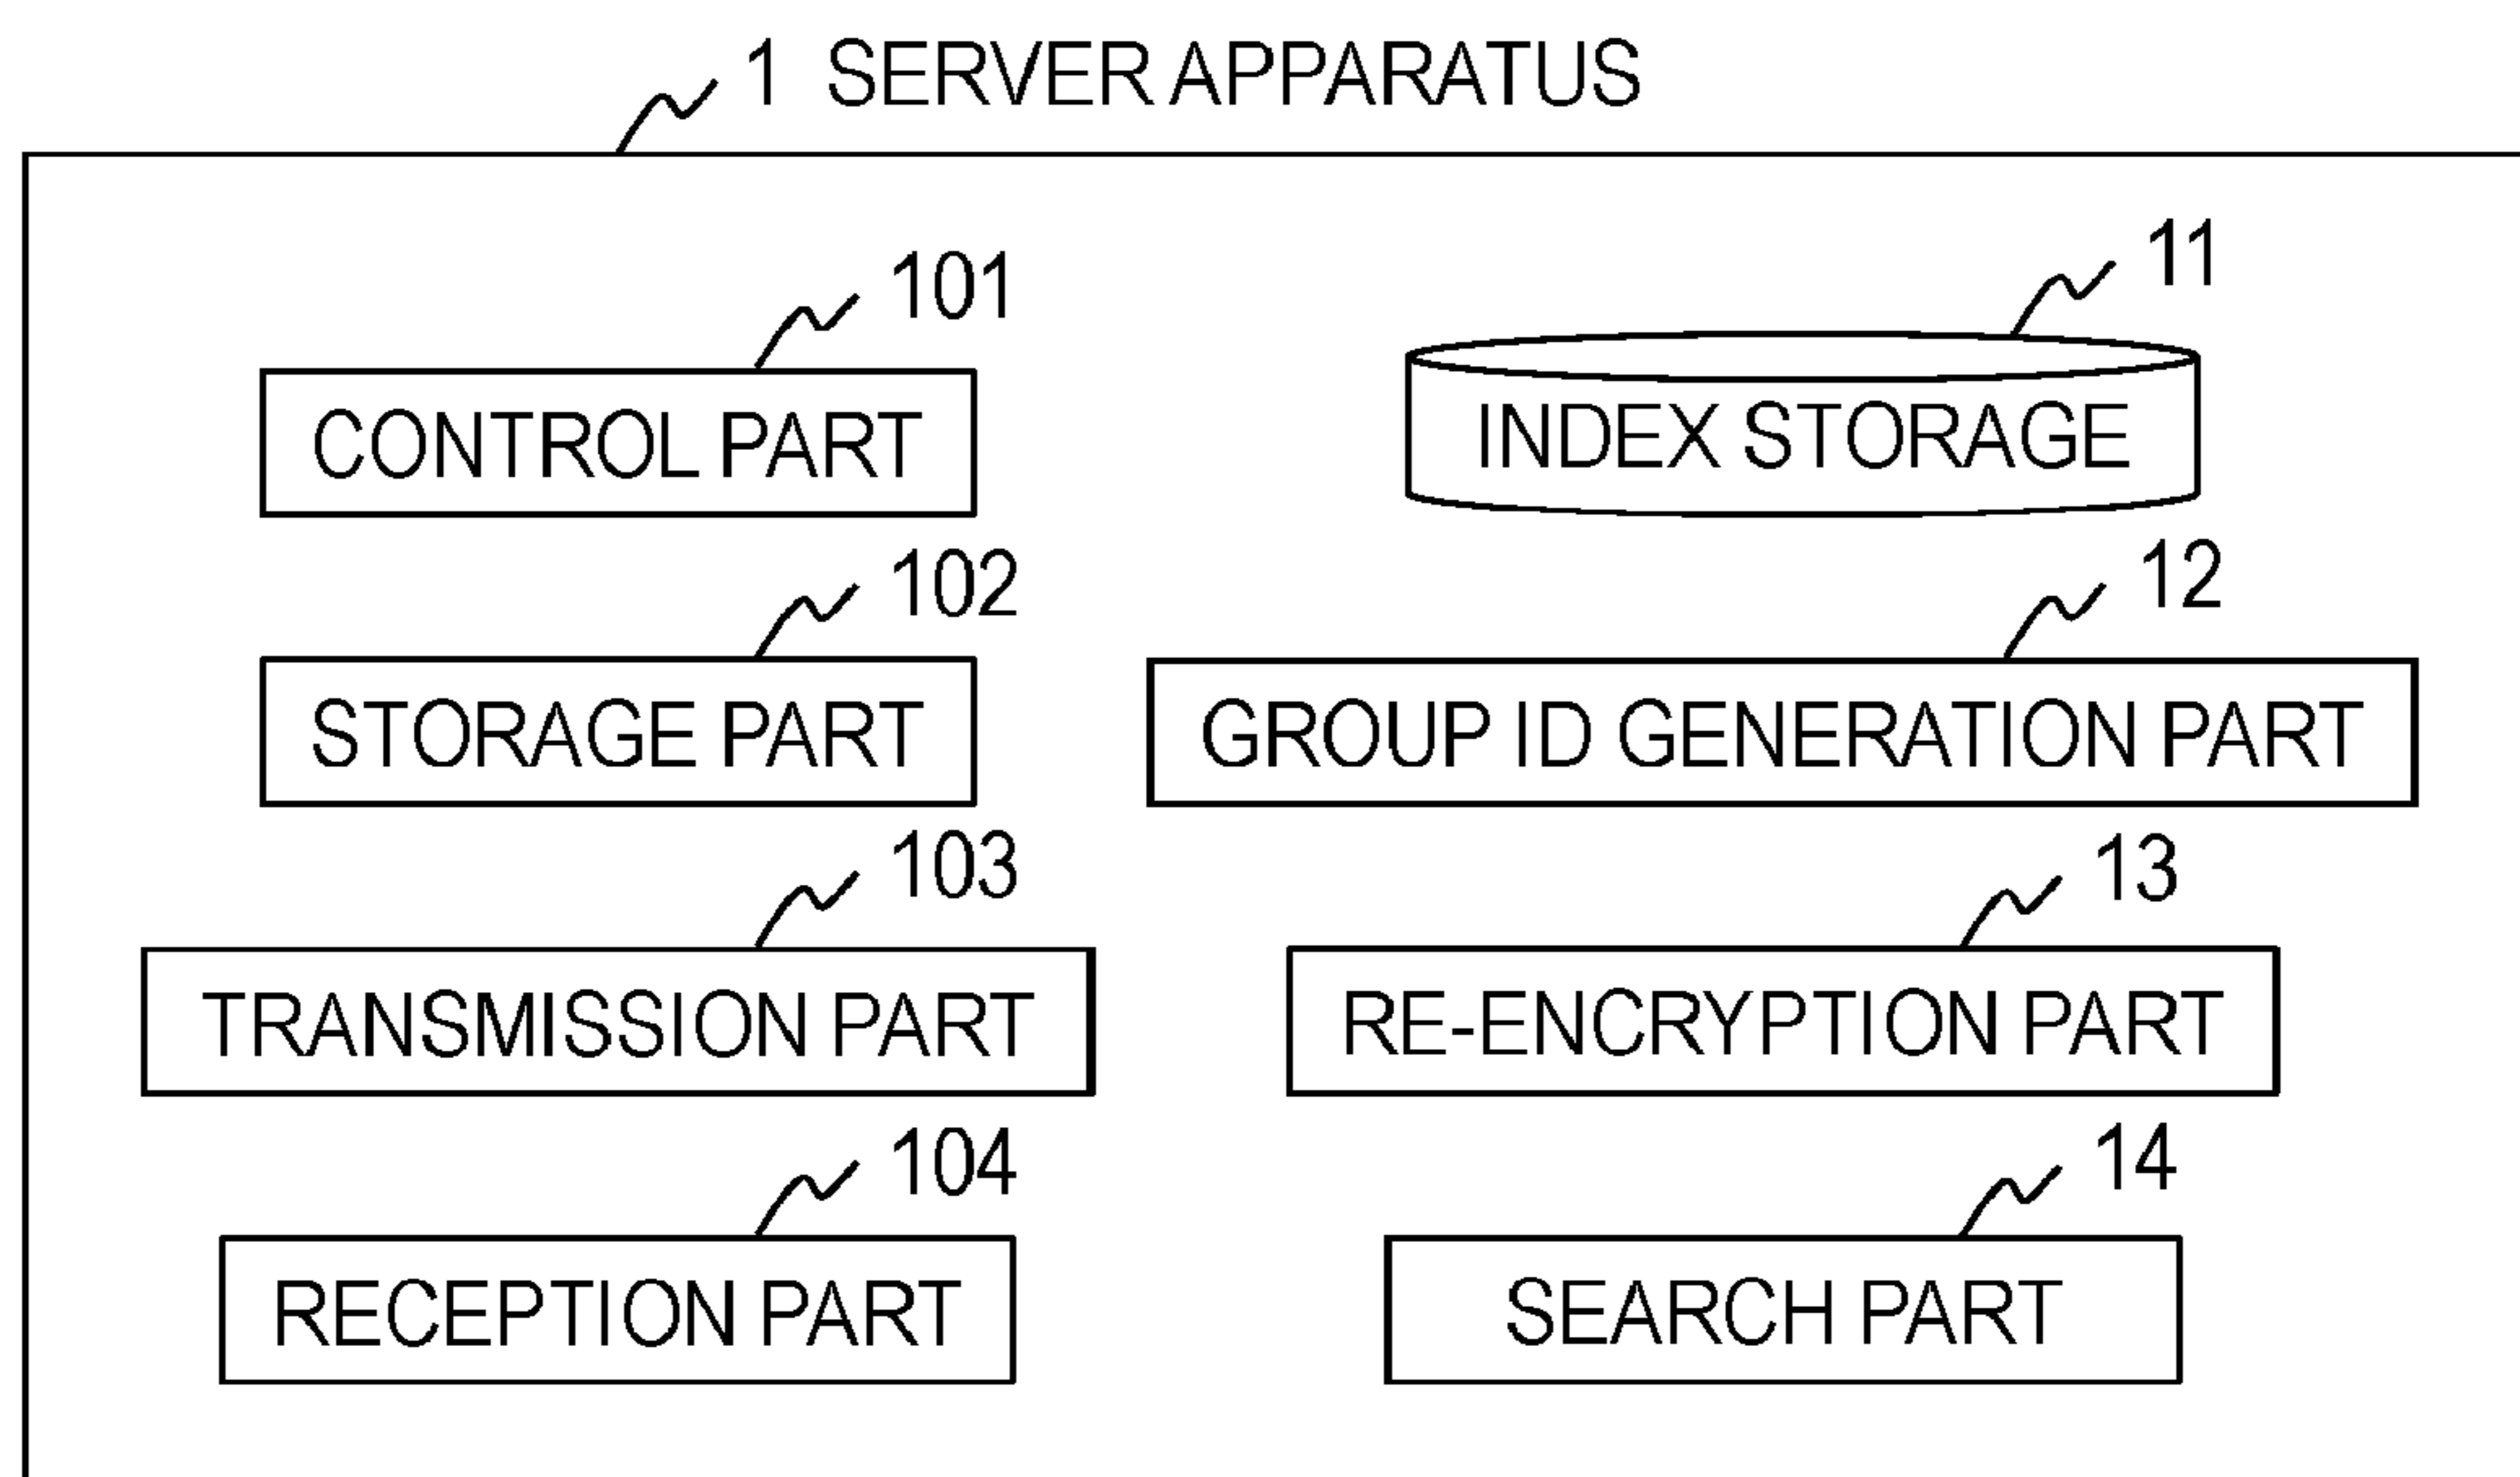 1 SERVER APPARATUS
101
CONTROL PART
11
INDEX STORAGE
102
STORAGE PART
12
GROUP ID GENERATION PART
103
TRANSMISSION PART
13
RE-ENCRYPTION PART
104
RECEPTION PART
14
SEARCH PART